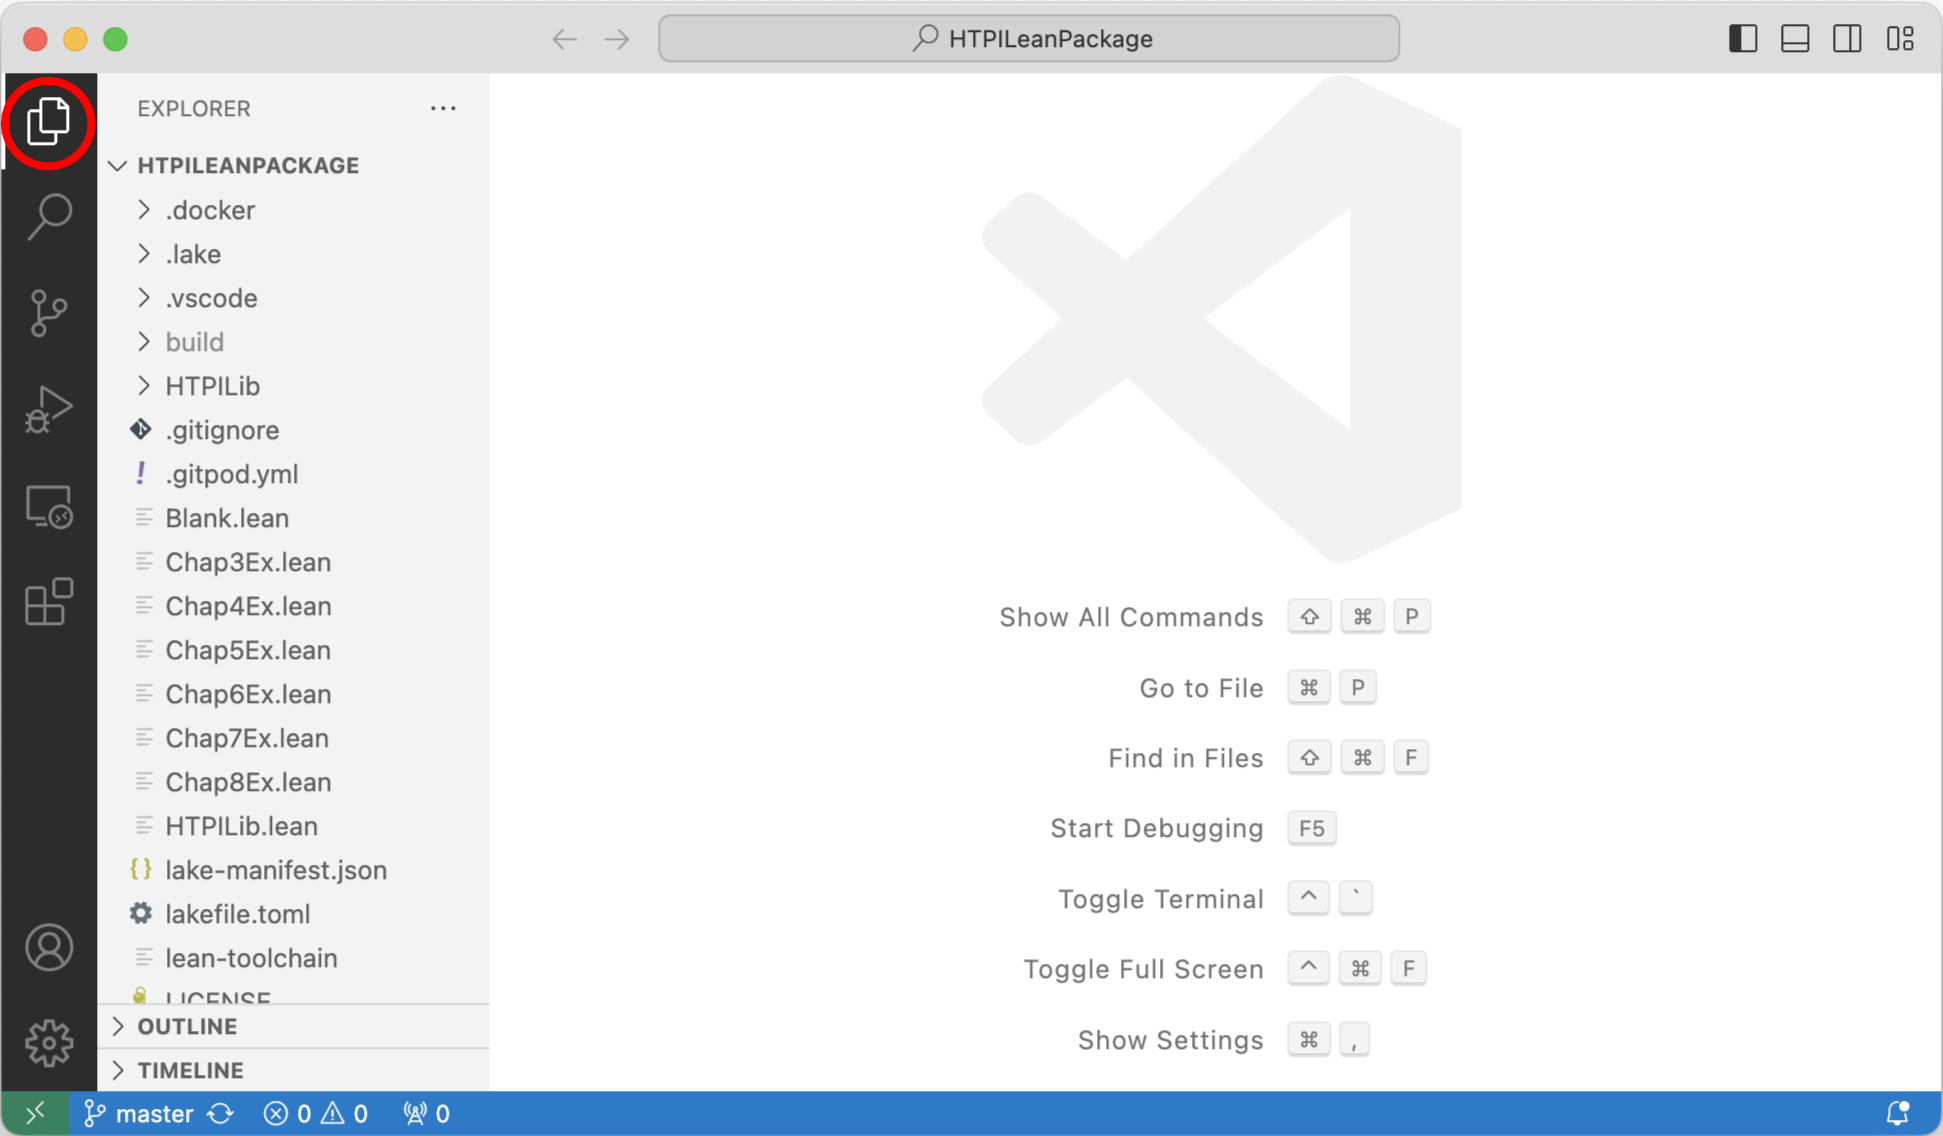 HTPILeanPackage
EXPLORER ...
HTPILEANPACKAGE
.docker
.lake
.vscode
build
HTPILib
.gitignore
! .gitpod.yml
Blank.lean
Chap3Ex.lean
Chap4Ex.lean
Chap5Ex.lean
Chap6Ex.lean
Chap7Ex.lean
Chap8Ex.lean
HTPILib.lean
{} lake-manifest.json
lakefile.toml
lean-toolchain
LICENSE
OUTLINE
TIMELINE
Show All Commands ⇧ ⌘ P
Go to File ⌘ P
Find in Files ⇧ ⌘ F
Start Debugging F5
Toggle Terminal ^ `
Toggle Full Screen ^ ⌘ F
Show Settings ⌘ ,
master 0 0 0